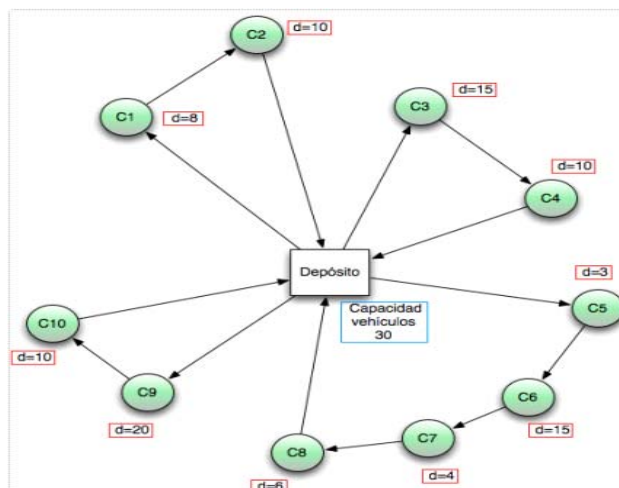 d=10
C2
C3
d=15
C1
d=8
d=10
C4
Depósito
d=3
C5
Capacidad
vehículos
30
C10
d=10
C9
C6
d=20
d=15
C7
C8
d=4
d=6